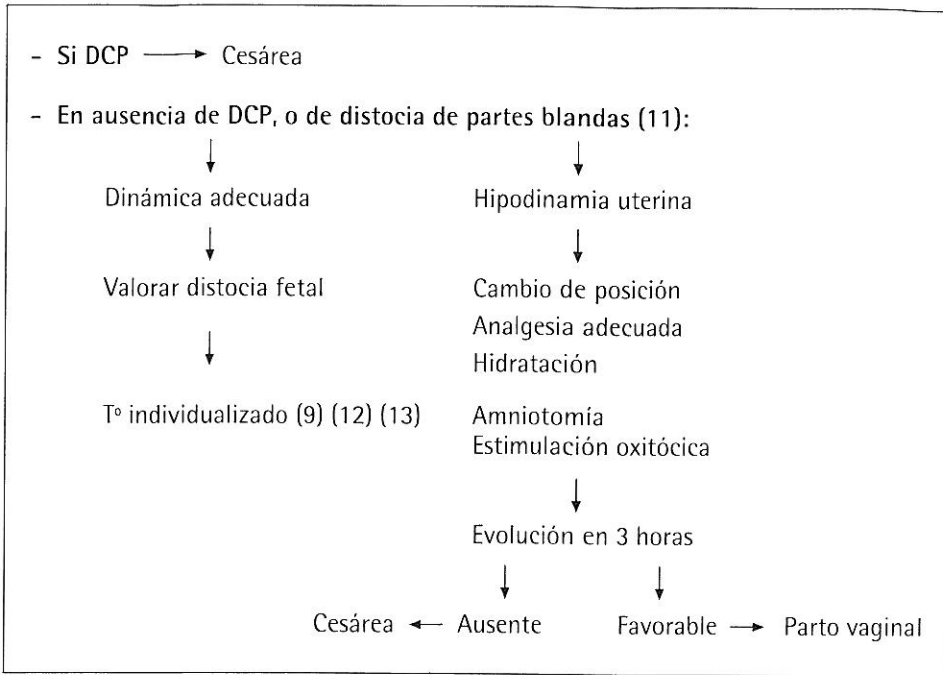 - Si DCP → Cesárea
- En ausencia de DCP, o de distocia de partes blandas (11):
Dinámica adecuada
Hipodinamia uterina
Valorar distocia fetal
Cambio de posición
Analgesia adecuada
Hidratación
Tº individualizado (9) (12) (13)
Amniotomía
Estimulación oxitócica
Evolución en 3 horas
Cesárea ← Ausente
Favorable → Parto vaginal